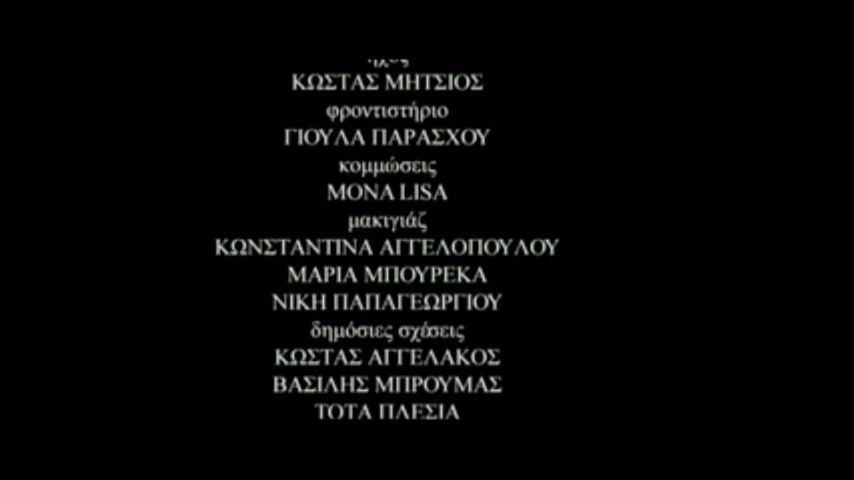 ΚΩΣΤΑΣ ΜΗΤΣΙΟΣ
φροντιστήριο
ΓΙΟΥΛΑ ΠΑΡΑΣΧΟΥ
κομμώσεις
MONA LISA
μακιγιάζ
ΚΩΝΣΤΑΝΤΙΝΑ ΑΓΓΕΛΟΠΟΥΛΟΥ
ΜΑΡΙΑ ΜΠΟΥΡΕΚΑ
ΝΙΚΗ ΠΑΠΑΓΕΩΡΓΙΟΥ
δημόσιες σχέσεις
ΚΩΣΤΑΣ ΑΓΓΕΛΑΚΟΣ
ΒΑΣΙΛΗΣ ΜΠΡΟΥΜΑΣ
ΤΟΤΑ ΠΛΕΣΙΑ